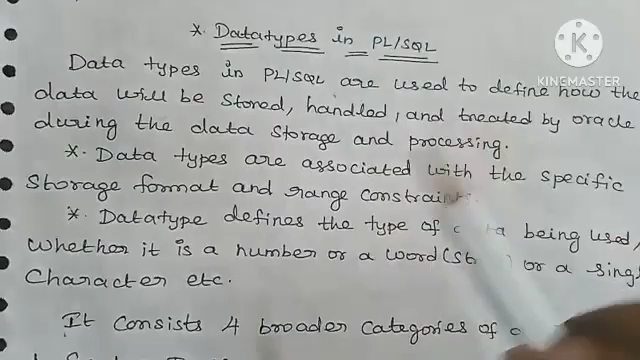 * Datatypes in PL/SQL
Data types in PL/SQL are used to define how the
data will be stored, handled, and treated by oracle
during the data storage and processing.
*. Data types are associated with the specific
storage format and range
*. Datatype defines the type of being used,
whether it is a number or a word or a
character etc.
It consists 4 broader categories of
KINEMASTER